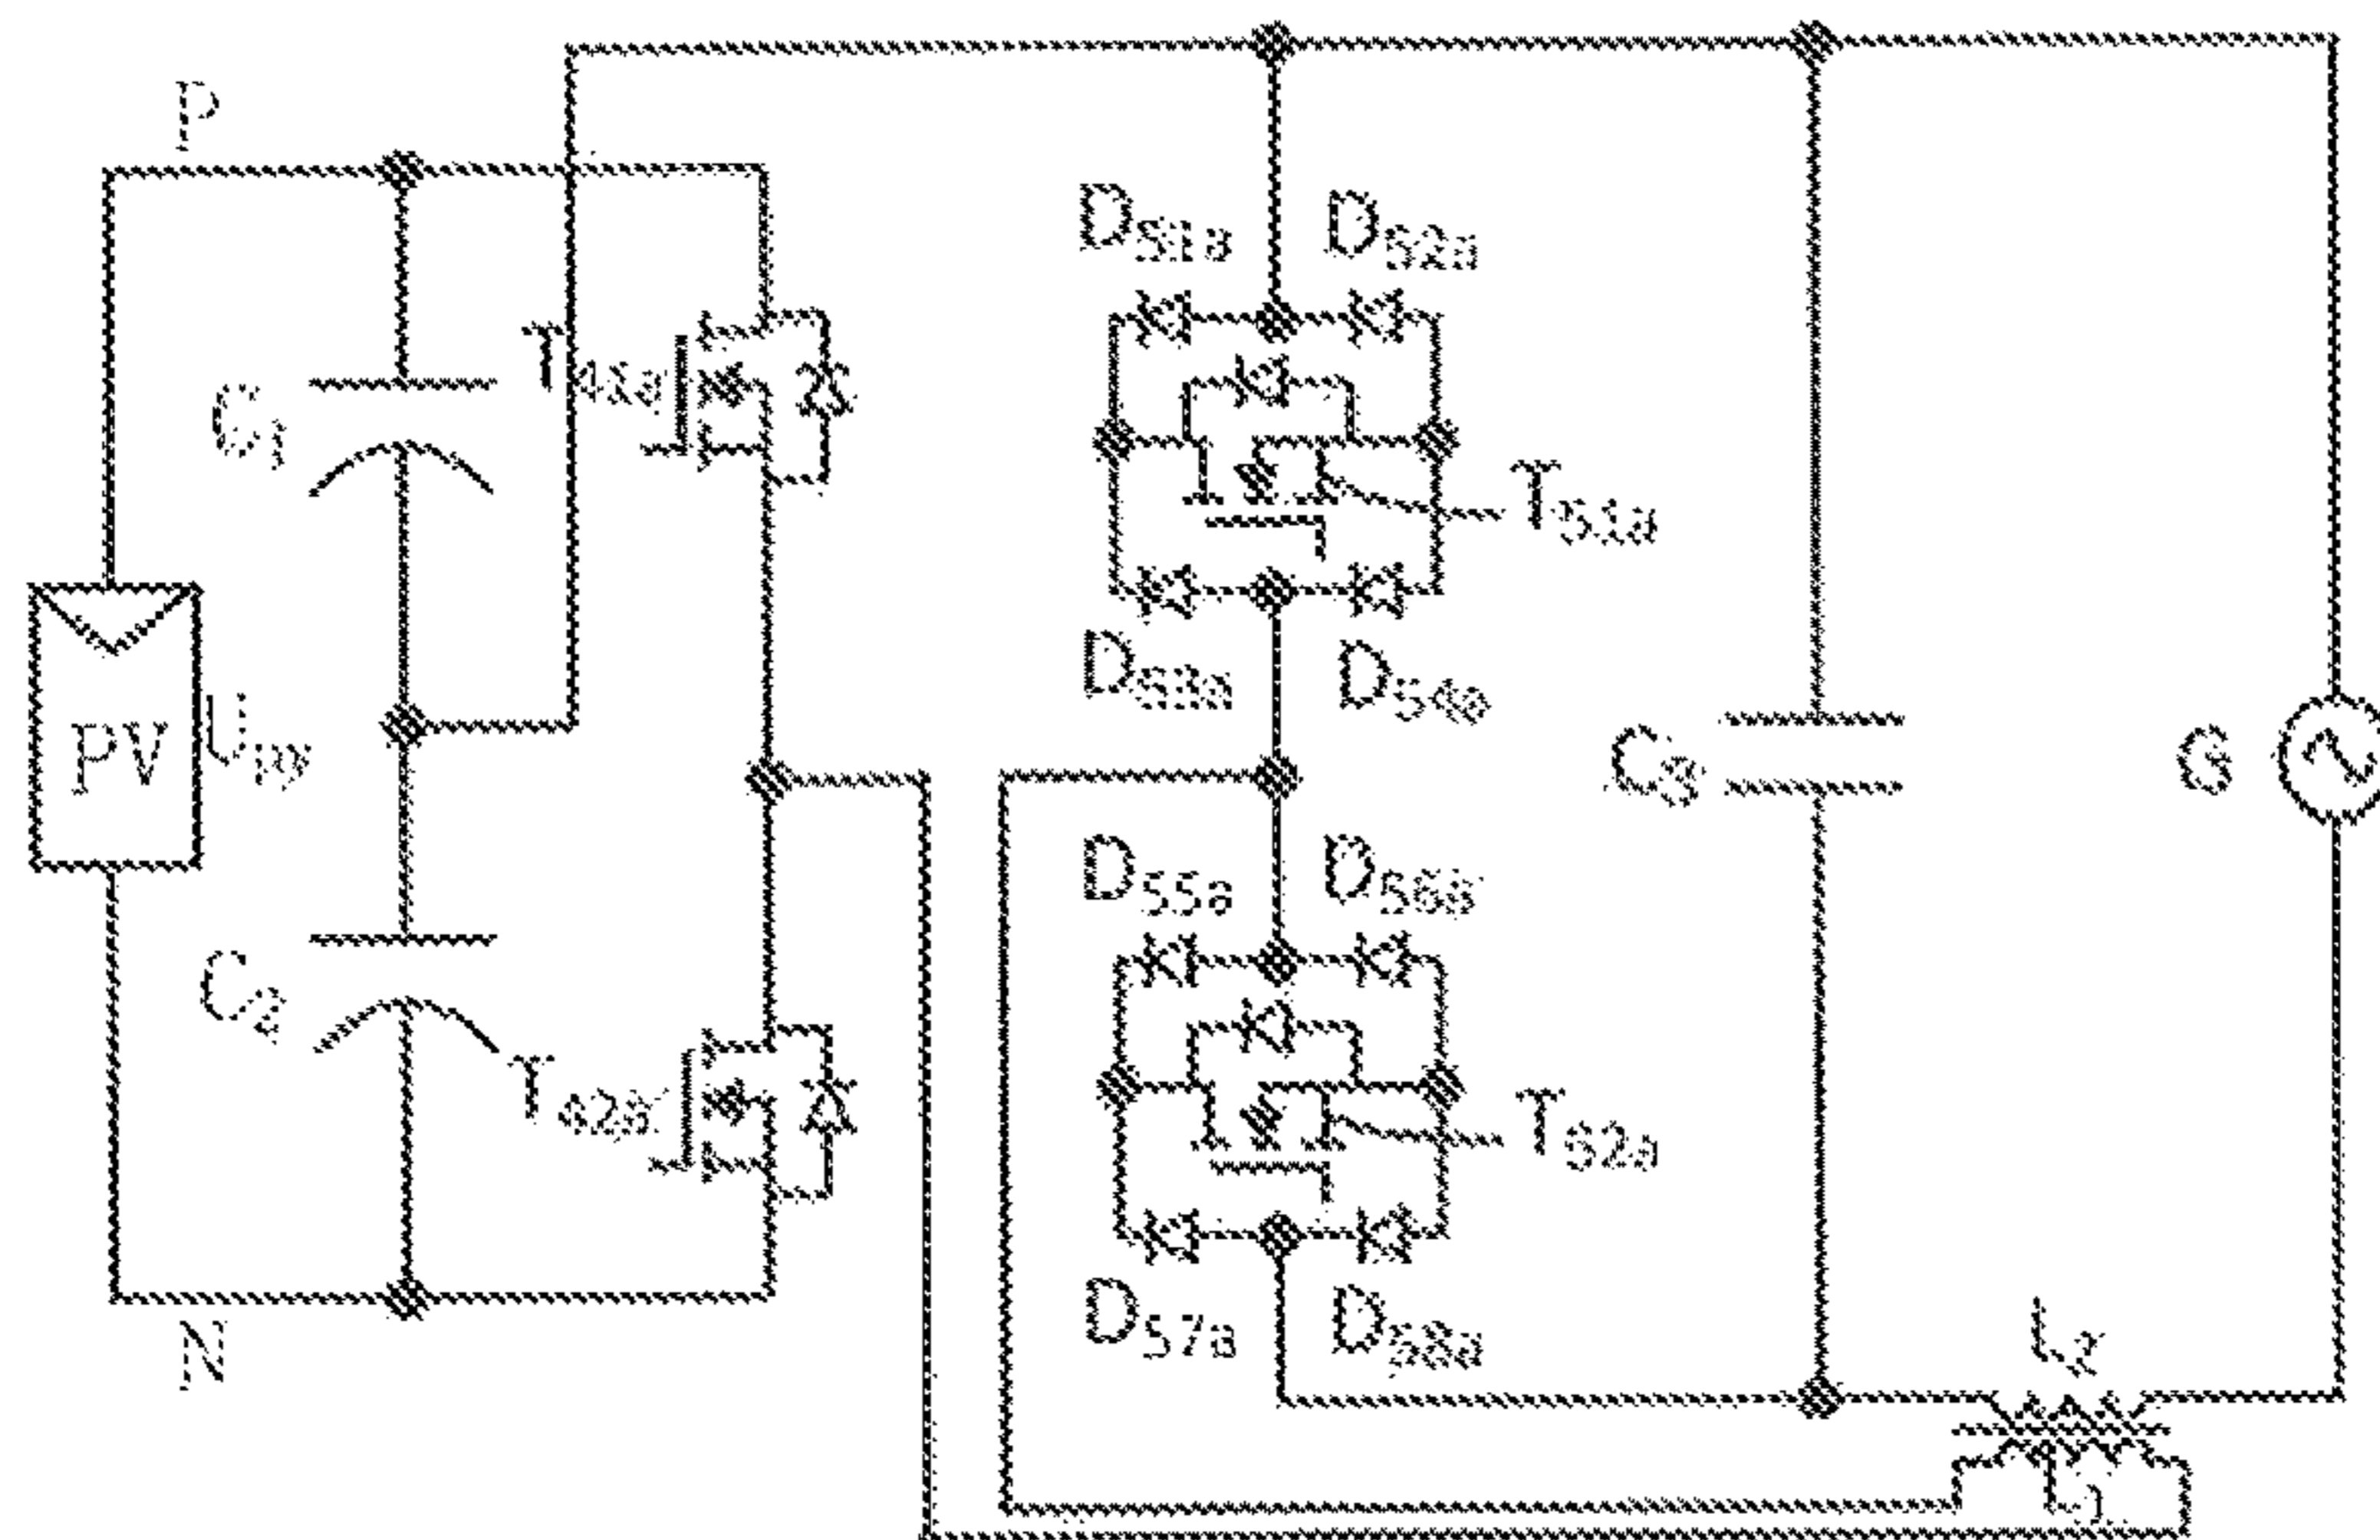 P
D51a
D52a
T41a
C1
T51a
D53a
D54a
PV
Upv
C3
G
D55a
D56a
C2
T42a
T52a
D57a
D58a
N
L2
L1